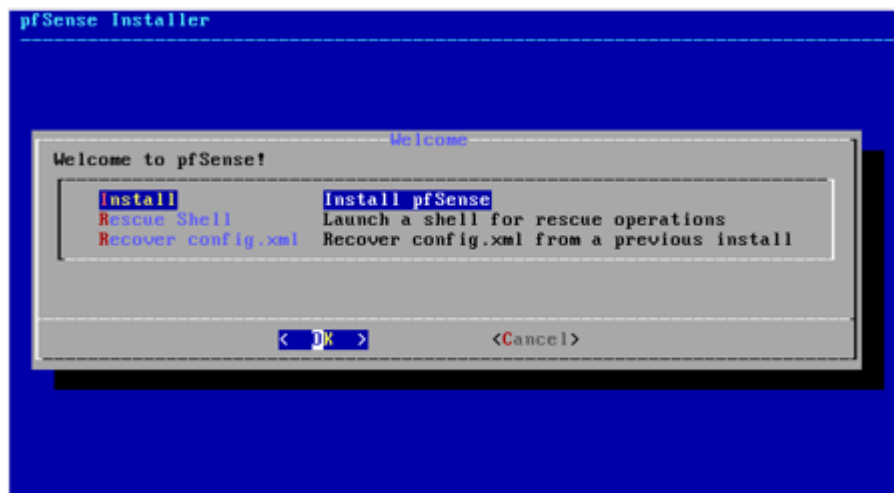 pfSense Installer
Welcome
Welcome to pfSense!
Install Install pfSense
Rescue Shell Launch a shell for rescue operations
Recover config.xml Recover config.xml from a previous install
< OK > <Cancel>